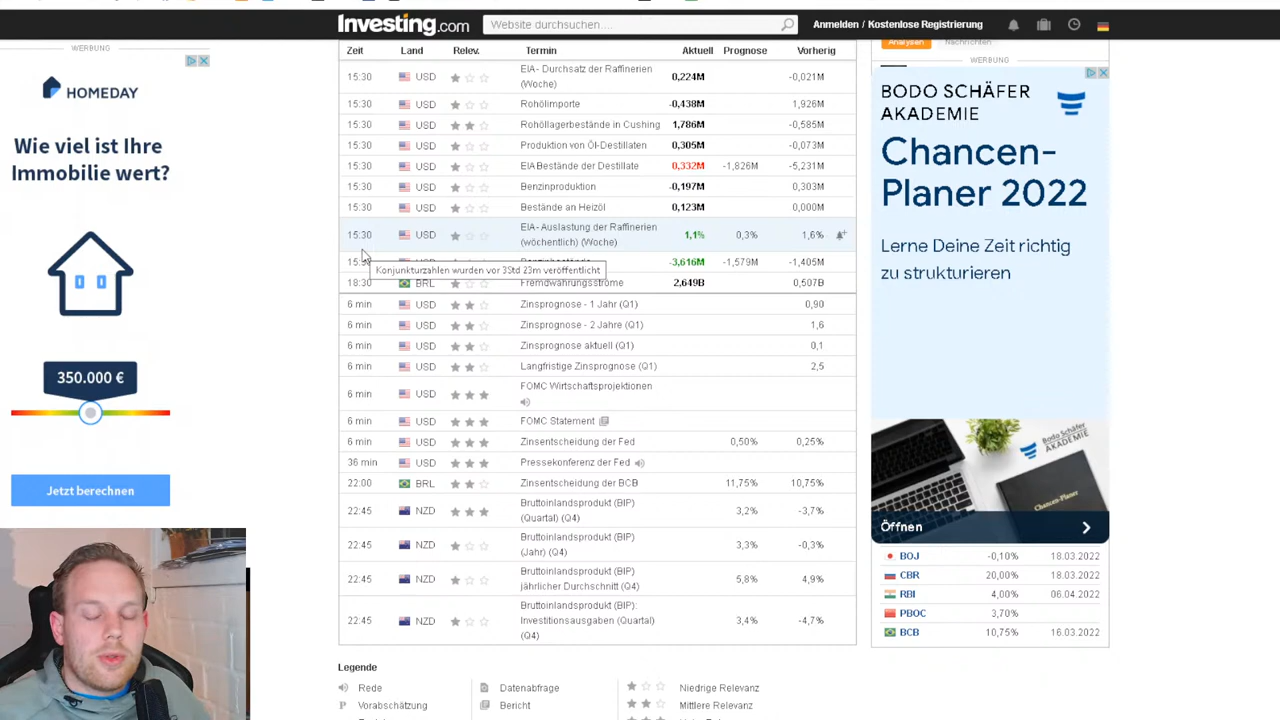 Investing.com
Website durchsuchen....
Anmelden / Kostenlose Registrierung
WERBUNG
HOMEDAY
Wie viel ist Ihre
Immobilie wert?
350.000 €
Jetzt berechnen
Zeit Land Relev. Termin Aktuell Prognose Vorherig
15:30 USD EIA - Durchsatz der Raffinerien 0,224M -0,021M
(Woche)
15:30 USD Rohölimporte -0,438M 1,926M
15:30 USD Rohöllagerbestände in Cushing 1,786M -0,585M
15:30 USD Produktion von Öl-Destillaten 0,305M -0,073M
15:30 USD EIA Bestände der Destillate 0,332M -1,826M -5,231M
15:30 USD Benzinproduktion -0,197M 0,303M
15:30 USD Bestände an Heizöl 0,123M 0,000M
15:30 USD EIA - Auslastung der Raffinerien 1,1% 0,3% 1,6%
(wöchentlich) (Woche)
-3,616M -1,579M -1,405M
Konjunkturzahlen wurden vor 3Std 23m veröffentlicht
18:30 BRL Fremdwährungsströme 2,649B 0,507B
6 min USD Zinsprognose - 1 Jahr (Q1) 0,90
6 min USD Zinsprognose - 2 Jahre (Q1) 1,6
6 min USD Zinsprognose aktuell (Q1) 0,1
6 min USD Langfristige Zinsprognose (Q1) 2,5
6 min USD FOMC Wirtschaftsprojektionen
6 min USD FOMC Statement
6 min USD Zinsentscheidung der Fed 0,50% 0,25%
36 min USD Pressekonferenz der Fed
22:00 BRL Zinsentscheidung der BCB 11,75% 10,75%
22:45 NZD Bruttoinlandsprodukt (BIP) 3,2% -3,7%
(Quartal) (Q4)
22:45 NZD Bruttoinlandsprodukt (BIP) 3,3% -0,3%
(Jahr) (Q4)
22:45 NZD Bruttoinlandsprodukt (BIP) 5,8% 4,9%
jährlicher Durchschnitt (Q4)
22:45 NZD Bruttoinlandsprodukt (BIP): 3,4% -4,7%
Investitionsausgaben (Quartal)
(Q4)
Legende
Rede Datenabfrage Niedrige Relevanz
Vorabschätzung Bericht Mittlere Relevanz
Analysen Nachrichten
WERBUNG
BODO SCHÄFER
AKADEMIE
Chancen-
Planer 2022
Lerne Deine Zeit richtig
zu strukturieren
Bodo Schäfer
AKADEMIE
Chancen-Planer
Öffnen
BOJ -0,10% 18.03.2022
CBR 20,00% 18.03.2022
RBI 4,00% 06.04.2022
PBOC 3,70%
BCB 10,75% 16.03.2022